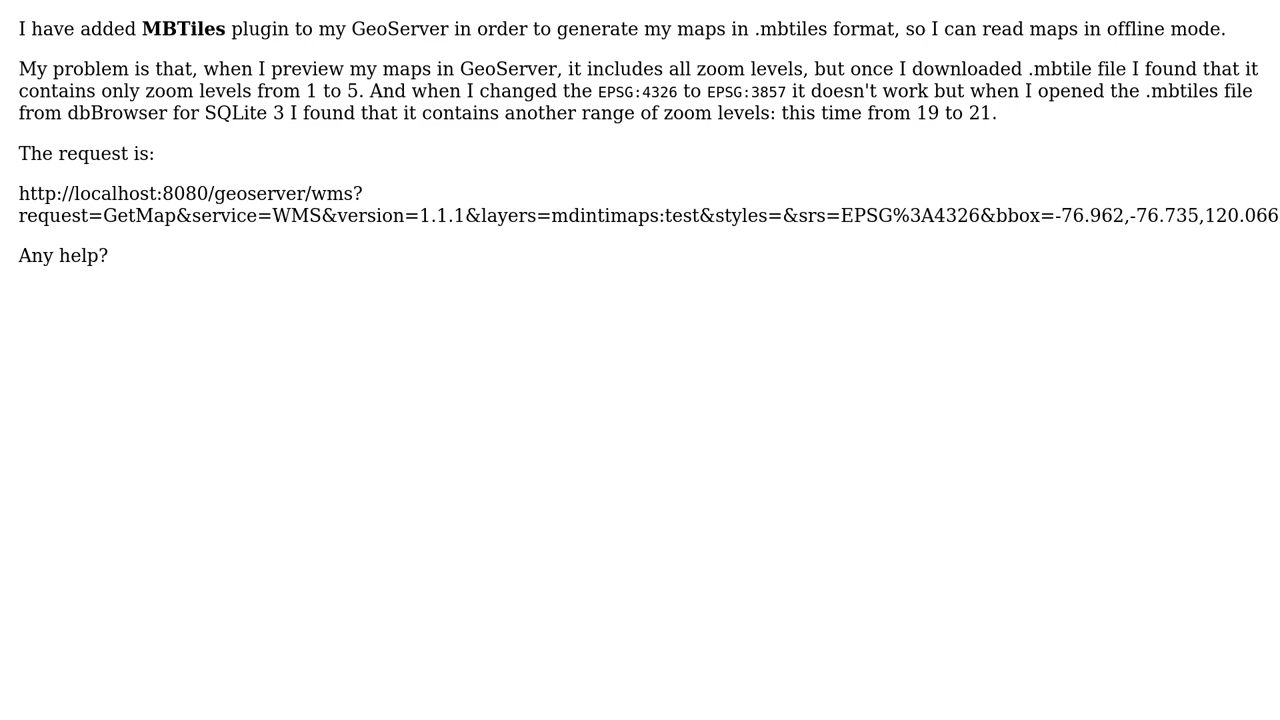 I have added MBTiles plugin to my GeoServer in order to generate my maps in .mbtiles format, so I can read maps in offline mode.
My problem is that, when I preview my maps in GeoServer, it includes all zoom levels, but once I downloaded .mbtile file I found that it
contains only zoom levels from 1 to 5. And when I changed the EPSG:4326 to EPSG:3857 it doesn't work but when I opened the .mbtiles file
from dbBrowser for SQLite 3 I found that it contains another range of zoom levels: this time from 19 to 21.
The request is:
http://localhost:8080/geoserver/wms?
request=GetMap&service=WMS&version=1.1.1&layers=mdintimaps:test&styles=&srs=EPSG%3A4326&bbox=-76.962,-76.735,120.066
Any help?